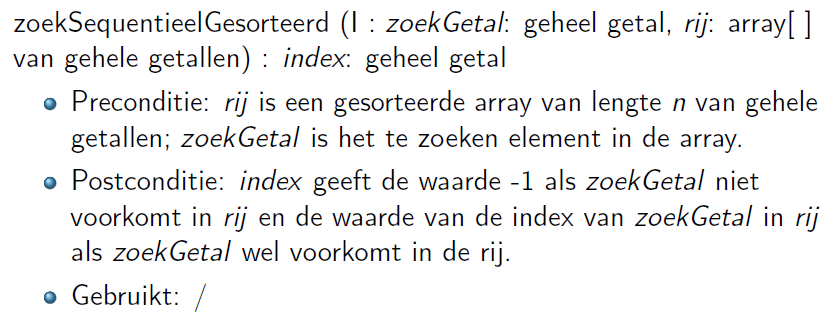 zoekSequentieelGesorteerd (I : zoekGetal: geheel getal, rij: array[ ]
van gehele getallen) : index: geheel getal
Preconditie: rij is een gesorteerde array van lengte n van gehele
getallen; zoekGetal is het te zoeken element in de array.
Postconditie: index geeft de waarde -1 als zoekGetal niet
voorkomt in rij en de waarde van de index van zoekGetal in rij
als zoekGetal wel voorkomt in de rij.
Gebruikt: /